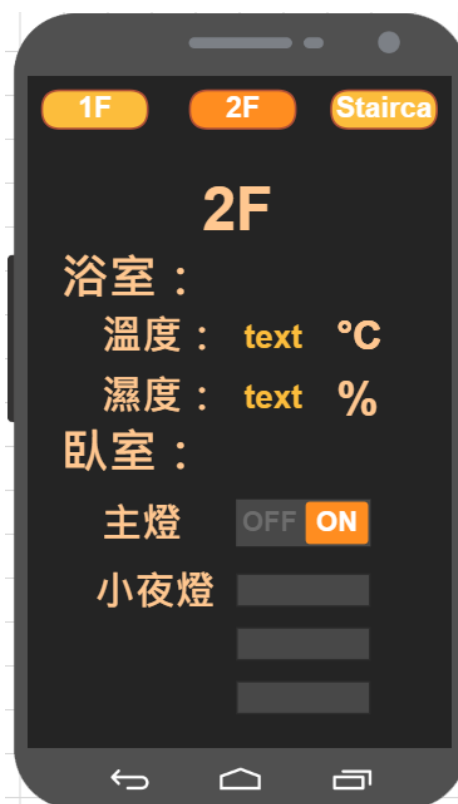 1F 2F Stairca
2F
浴室：
溫度： text °C
濕度： text %
臥室：
主燈 OFF ON
小夜燈